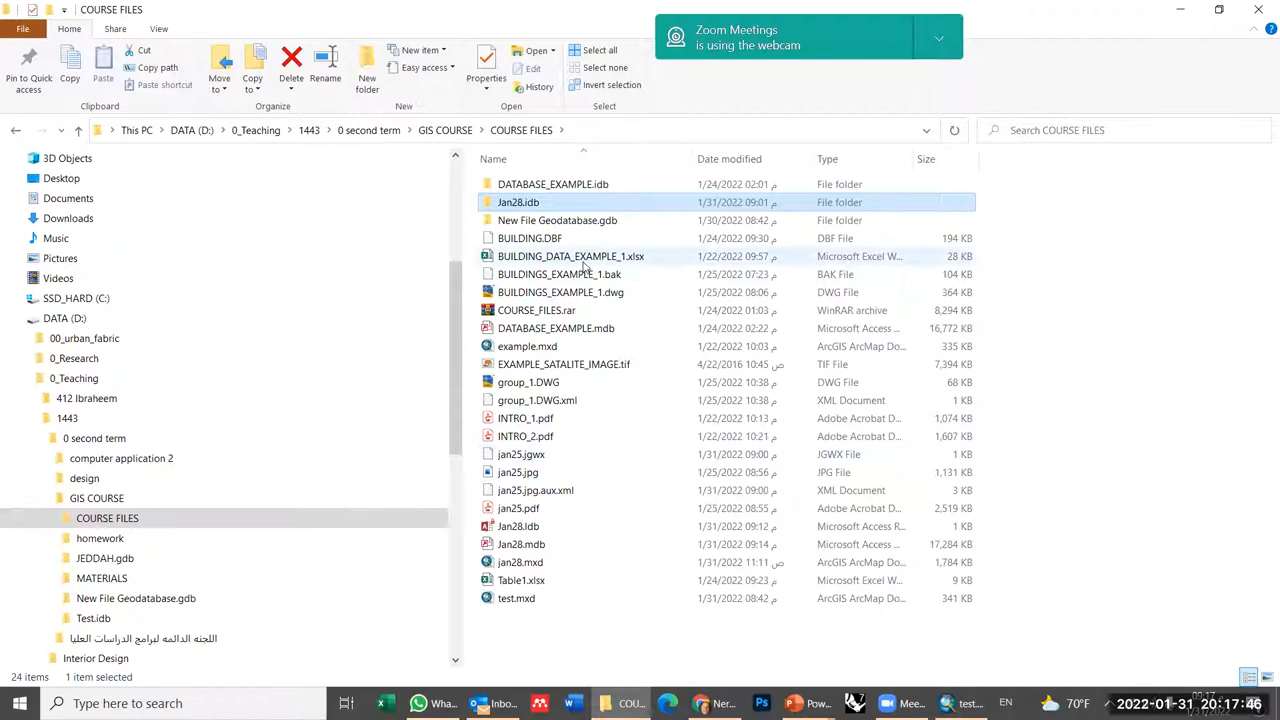 COURSE FILES
Zoom Meetings
is using the webcam
File Home Share View
Pin to Quick access
Copy
Paste
Cut
Copy path
Paste shortcut
Clipboard
Move to
Copy to
Delete
Rename
Organize
New folder
New item
Easy access
New
Properties
Open
Edit
History
Open
Select all
Select none
Invert selection
Select
This PC DATA (D:) 0_Teaching 1443 0 second term GIS COURSE COURSE FILES
Search COURSE FILES
3D Objects
Desktop
Documents
Downloads
Music
Pictures
Videos
SSD_HARD (C:)
DATA (D:)
00_urban_fabric
0_Research
0_Teaching
412 Ibraheem
1443
0 second term
computer application 2
design
GIS COURSE
COURSE FILES
homework
JEDDAH.gdb
MATERIALS
New File Geodatabase.gdb
Test.idb
اللجنه الدائمه لبرامج الدراسات العليا
Interior Design
Name Date modified Type Size
DATABASE_EXAMPLE.idb 1/24/2022 02:01 م File folder
Jan28.idb 1/31/2022 09:01 م File folder
New File Geodatabase.gdb 1/30/2022 08:42 م File folder
BUILDING.DBF 1/24/2022 09:30 م DBF File 194 KB
BUILDING_DATA_EXAMPLE_1.xlsx 1/22/2022 09:57 م Microsoft Excel W... 28 KB
BUILDINGS_EXAMPLE_1.bak 1/25/2022 07:23 م BAK File 104 KB
BUILDINGS_EXAMPLE_1.dwg 1/25/2022 08:06 م DWG File 364 KB
COURSE_FILES.rar 1/24/2022 01:03 م WinRAR archive 8,294 KB
DATABASE_EXAMPLE.mdb 1/24/2022 02:22 م Microsoft Access ... 16,772 KB
example.mxd 1/22/2022 10:03 م ArcGIS ArcMap Do... 335 KB
EXAMPLE_SATALITE_IMAGE.tif 4/22/2016 10:45 ص TIF File 7,394 KB
group_1.DWG 1/25/2022 10:38 م DWG File 68 KB
group_1.DWG.xml 1/25/2022 10:38 م XML Document 1 KB
INTRO_1.pdf 1/22/2022 10:13 م Adobe Acrobat D... 1,074 KB
INTRO_2.pdf 1/22/2022 10:21 م Adobe Acrobat D... 1,607 KB
jan25.jgwx 1/31/2022 09:00 م JGWX File 1 KB
jan25.jpg 1/25/2022 08:56 م JPG File 1,131 KB
jan25.jpg.aux.xml 1/31/2022 09:00 م XML Document 3 KB
jan25.pdf 1/25/2022 08:55 م Adobe Acrobat D... 2,519 KB
Jan28.ldb 1/31/2022 09:12 م Microsoft Access R... 1 KB
Jan28.mdb 1/31/2022 09:14 م Microsoft Access ... 17,284 KB
jan28.mxd 1/31/2022 11:11 ص ArcGIS ArcMap Do... 1,784 KB
Table1.xlsx 1/24/2022 09:23 م Microsoft Excel W... 9 KB
test.mxd 1/31/2022 08:42 م ArcGIS ArcMap Do... 341 KB
24 items 1 item selected
Type here to search
Wha... Inbo... COU... Ner... Pow... Mee... test.... EN 70°F
2022-01-31 20:17:46